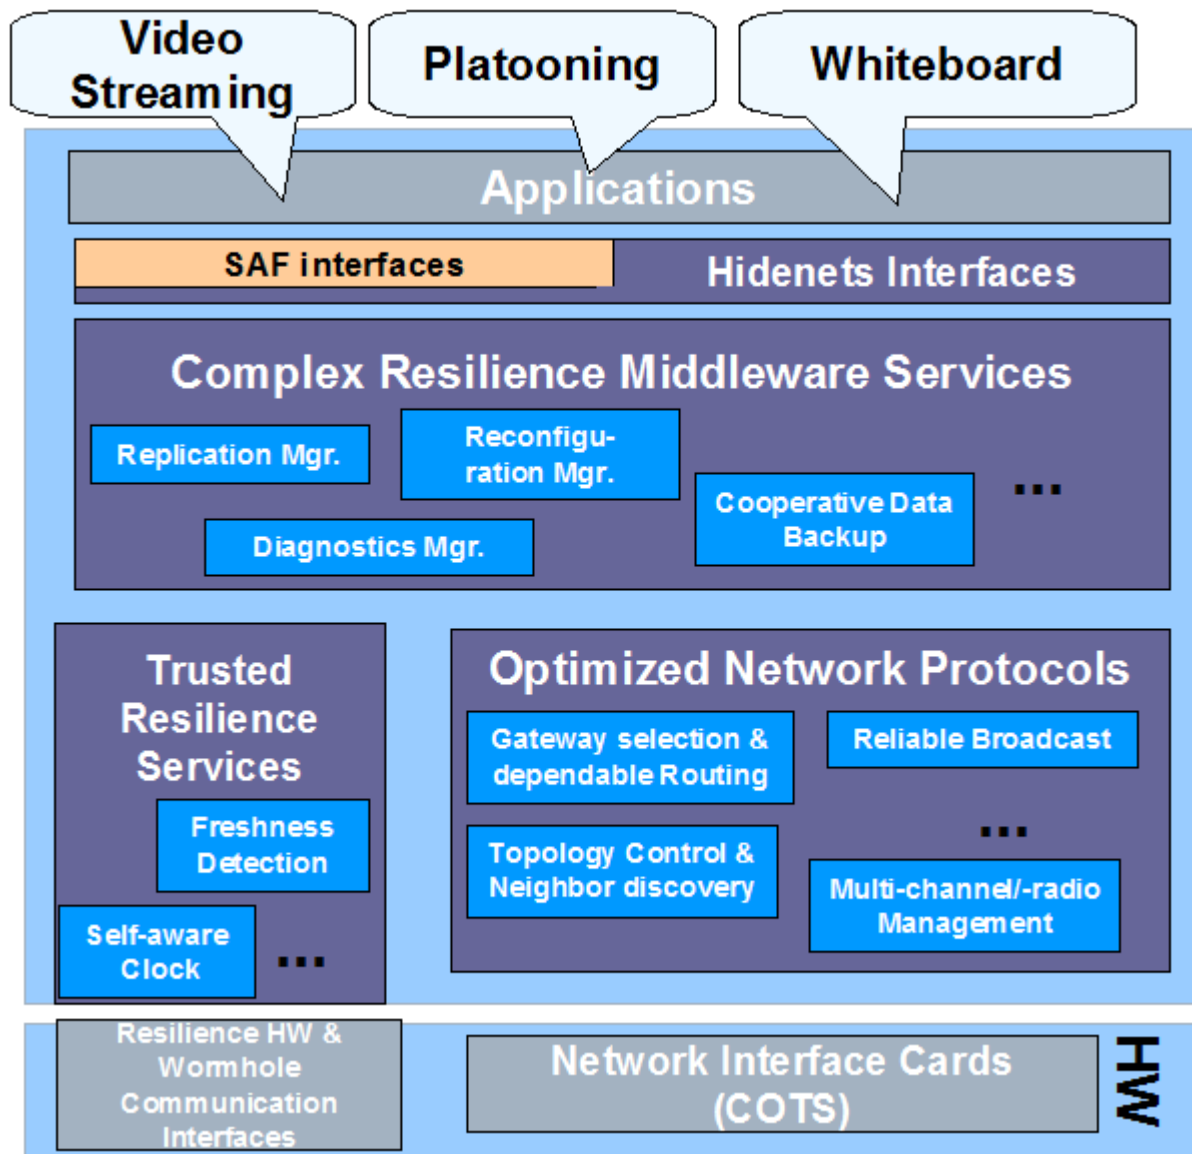 Video
Streaming
Platooning
Whiteboard
Applications
SAF interfaces
Hidenets Interfaces
Complex Resilience Middleware Services
Replication Mgr.
Reconfigu-
ration Mgr.
Cooperative Data
Backup
...
Diagnostics Mgr.
Trusted
Resilience
Services
Freshness
Detection
Self-aware
Clock
...
Optimized Network Protocols
Gateway selection &
dependable Routing
Reliable Broadcast
...
Topology Control &
Neighbor discovery
Multi-channel/-radio
Management
Resilience HW &
Wormhole
Communication
Interfaces
Network Interface Cards
(COTS)
HW